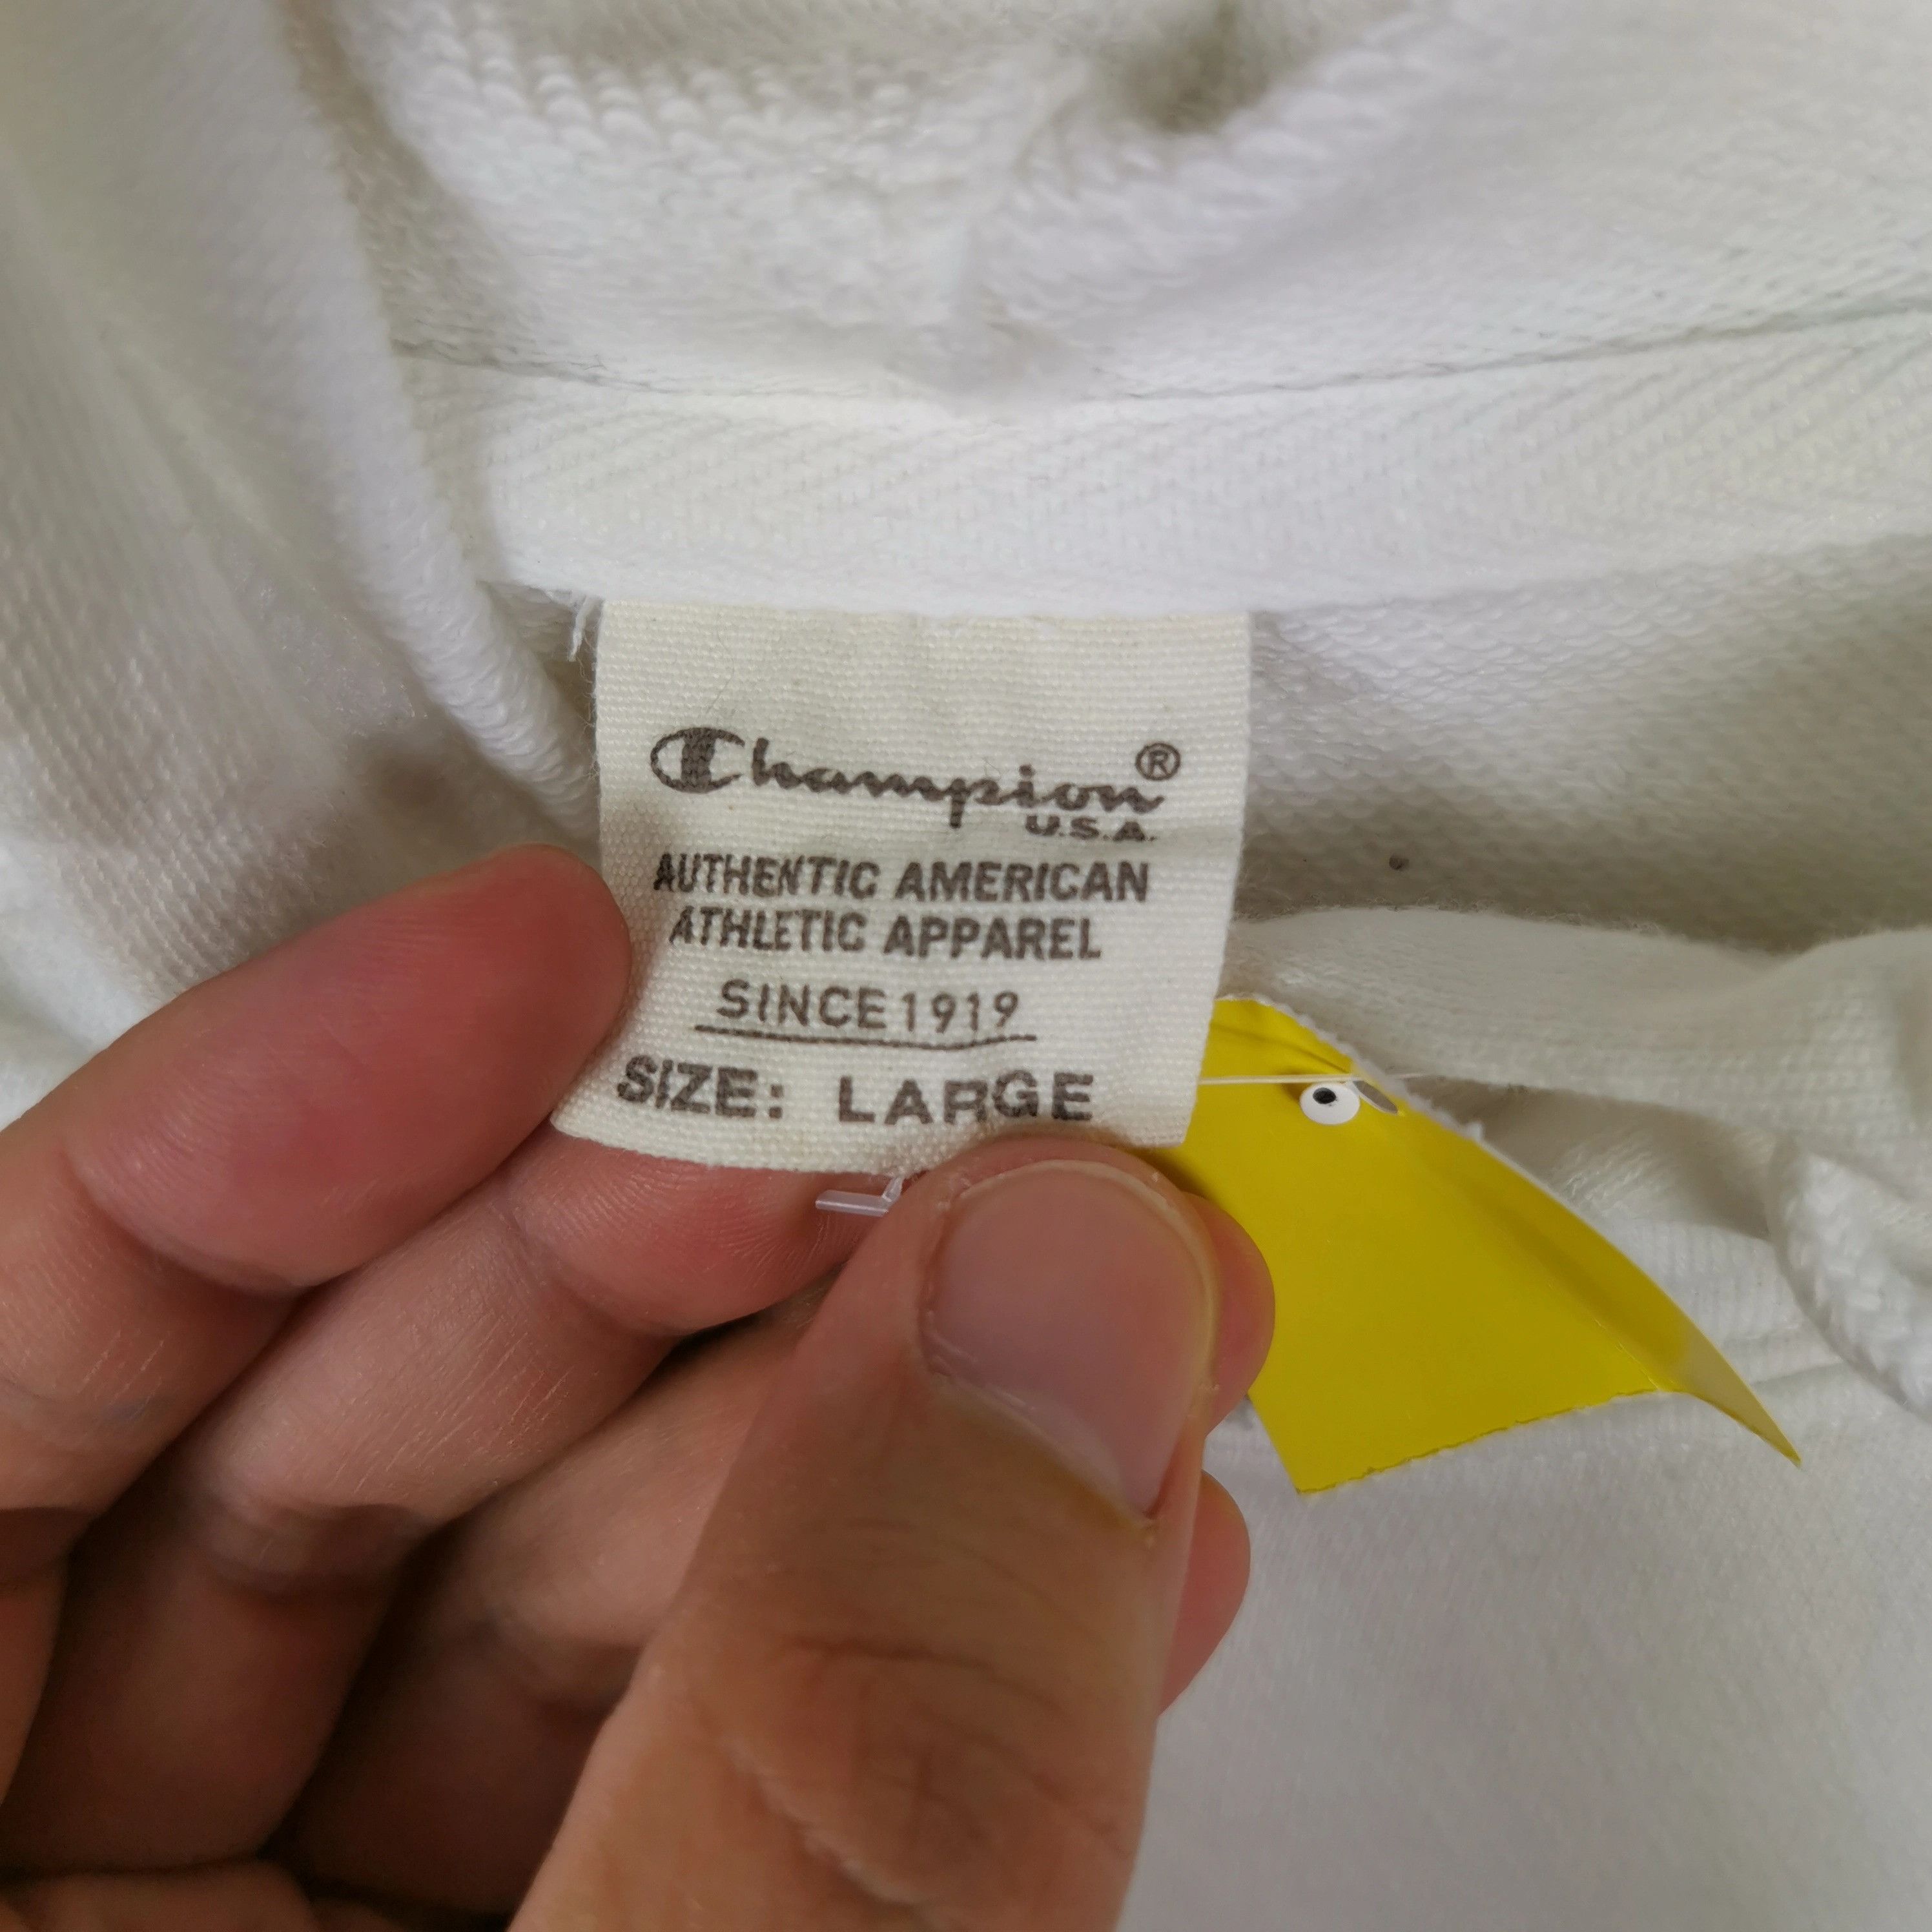 Champion®
U.S.A.
AUTHENTIC AMERICAN
ATHLETIC APPAREL
SINCE 1919
SIZE: LARGE